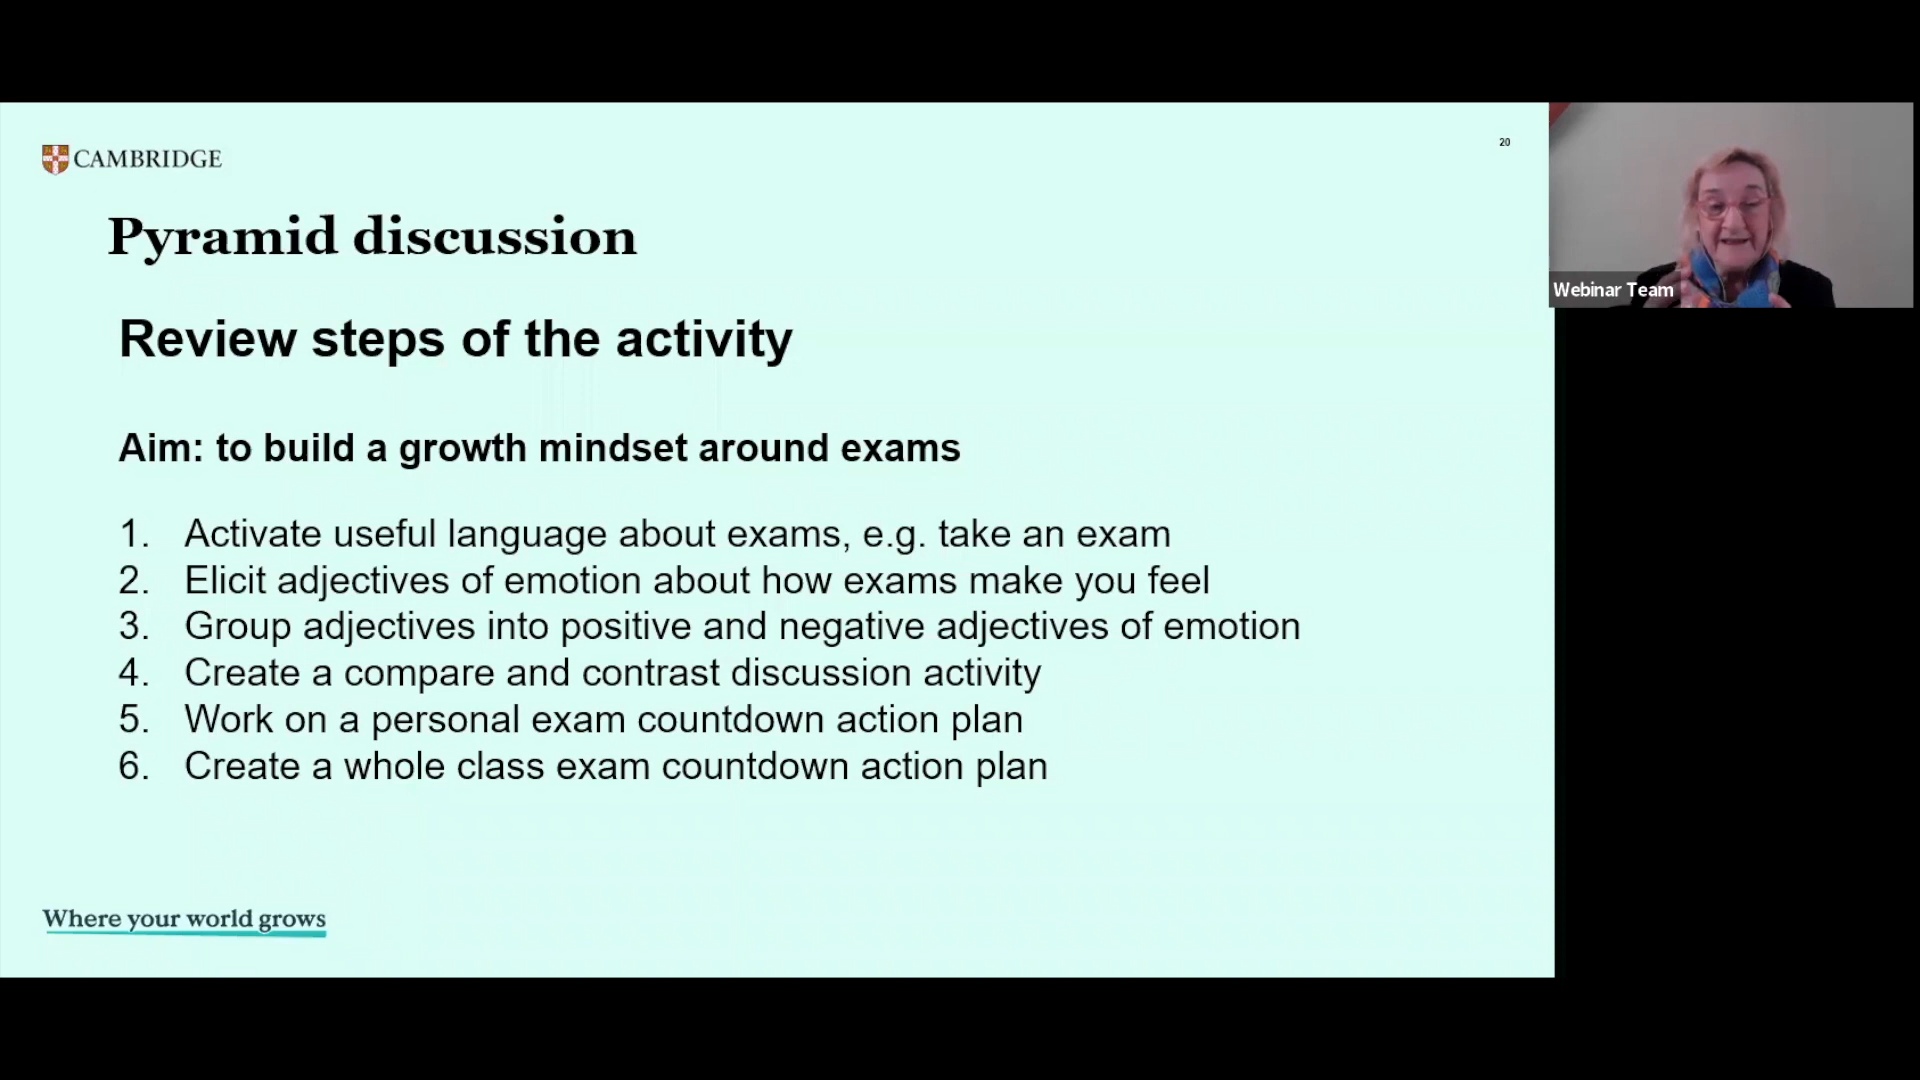 CAMBRIDGE
20
Pyramid discussion
Review steps of the activity
Aim: to build a growth mindset around exams
1. Activate useful language about exams, e.g. take an exam
2. Elicit adjectives of emotion about how exams make you feel
3. Group adjectives into positive and negative adjectives of emotion
4. Create a compare and contrast discussion activity
5. Work on a personal exam countdown action plan
6. Create a whole class exam countdown action plan
Where your world grows
Webinar Team